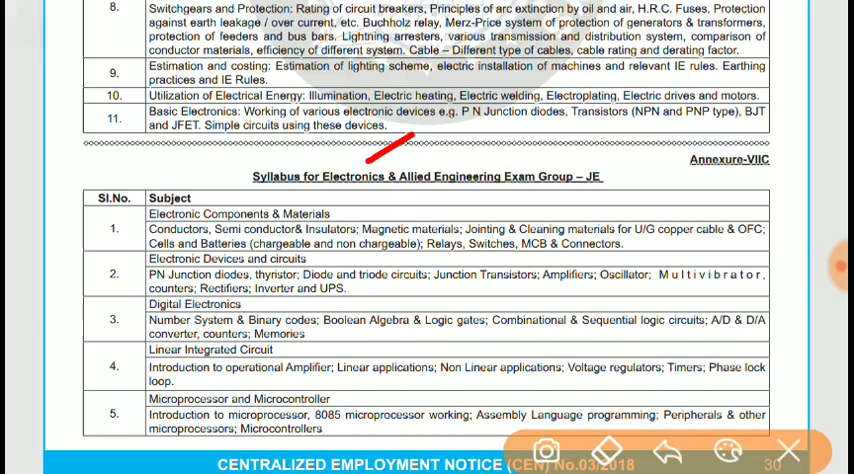 8. Switchgears and Protection: Rating of circuit breakers, Principles of arc extinction by oil and air, H.R.C. Fuses, Protection
against earth leakage / over current, etc. Buchholz relay, Merz-Price system of protection of generators & transformers,
protection of feeders and bus bars. Lightning arresters, various transmission and distribution system, comparison of
conductor materials, efficiency of different system. Cable – Different type of cables, cable rating and derating factor.
9. Estimation and costing: Estimation of lighting scheme, electric installation of machines and relevant IE rules. Earthing
practices and IE Rules.
10. Utilization of Electrical Energy: Illumination, Electric heating, Electric welding, Electroplating, Electric drives and motors.
11. Basic Electronics: Working of various electronic devices e.g. P N Junction diodes, Transistors (NPN and PNP type), BJT
and JFET. Simple circuits using these devices.
Annexure-VIIC
Syllabus for Electronics & Allied Engineering Exam Group – JE
Sl.No. Subject
1. Electronic Components & Materials
Conductors, Semi conductor& Insulators; Magnetic materials; Jointing & Cleaning materials for U/G copper cable & OFC;
Cells and Batteries (chargeable and non chargeable); Relays, Switches, MCB & Connectors.
2. Electronic Devices and circuits
PN Junction diodes, thyristor; Diode and triode circuits; Junction Transistors; Amplifiers; Oscillator; Multivibrator,
counters; Rectifiers; Inverter and UPS.
3. Digital Electronics
Number System & Binary codes; Boolean Algebra & Logic gates; Combinational & Sequential logic circuits; A/D & D/A
converter, counters; Memories
4. Linear Integrated Circuit
Introduction to operational Amplifier; Linear applications; Non Linear applications; Voltage regulators; Timers; Phase lock
loop.
5. Microprocessor and Microcontroller
Introduction to microprocessor, 8085 microprocessor working; Assembly Language programming; Peripherals & other
microprocessors; Microcontrollers
CENTRALIZED EMPLOYMENT NOTICE (CEN) No.03/2018 30